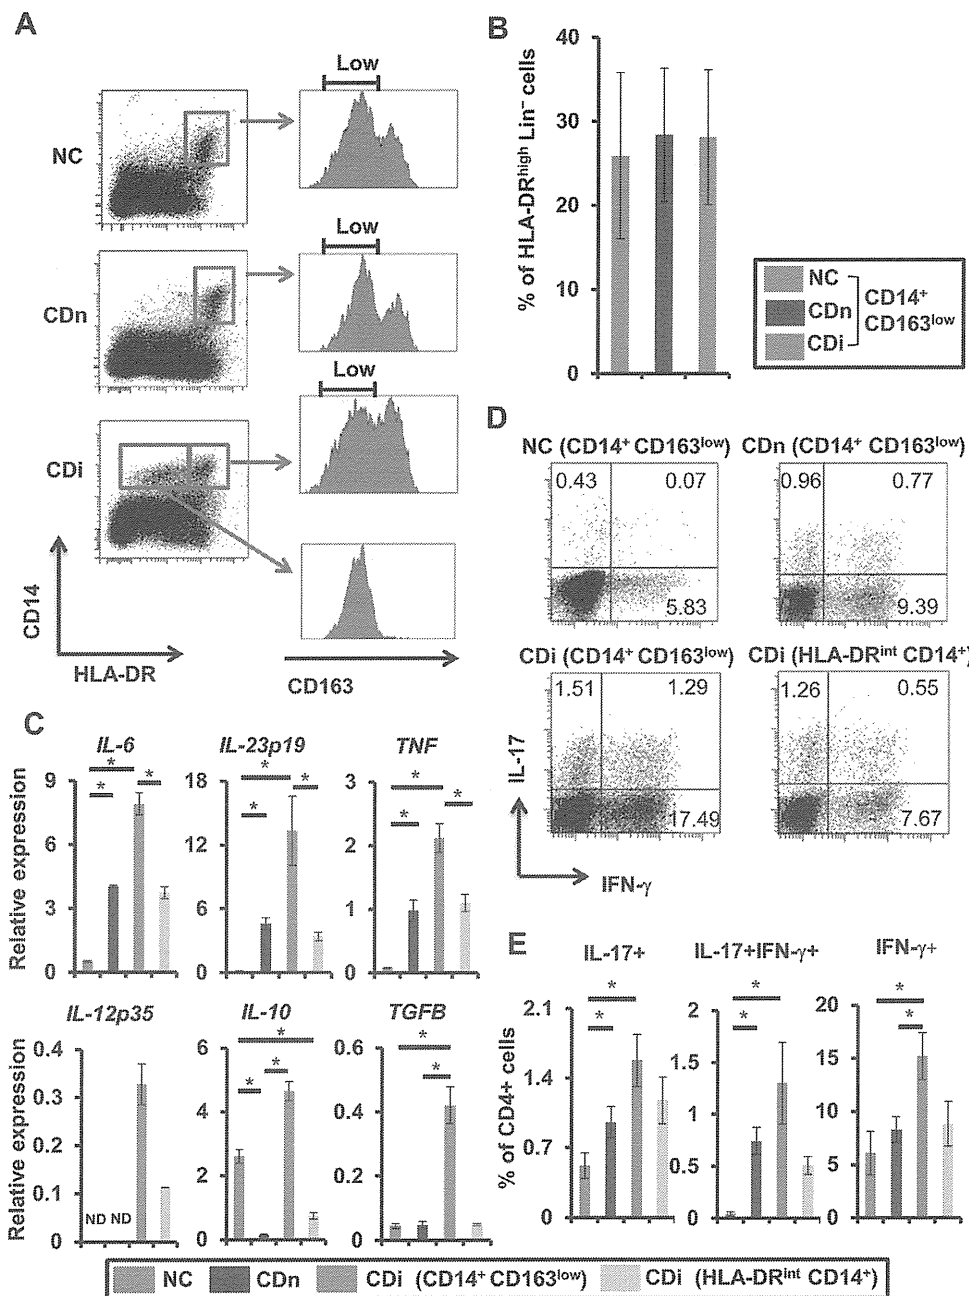 A
Low
NC
Low
CDn
Low
CDi
CD14
HLA-DR
CD163
B
% of HLA-DRhigh Lin− cells
40
30
20
10
0
NC
CDn
CDi
CD14+
CD163low
C
Relative expression
IL-6
9
6
3
0
*
*
*
IL-23p19
18
12
6
0
*
*
*
TNF
3
2
1
0
*
*
*
Relative expression
IL-12p35
0.4
0.3
0.2
0.1
0
ND ND
IL-10
6
4
2
0
*
*
*
TGFB
0.6
0.4
0.2
0
*
*
D
NC (CD14+ CD163low)
0.43 0.07
5.83
CDn (CD14+ CD163low)
0.96 0.77
9.39
CDi (CD14+ CD163low)
1.51 1.29
17.49
CDi (HLA-DRint CD14+)
1.26 0.55
7.67
IL-17
IFN-γ
E
% of CD4+ cells
IL-17+
2.1
1.4
0.7
0
*
*
IL-17+IFN-γ+
2
1.5
1
0.5
0
*
*
IFN-γ+
20
15
10
5
0
*
*
NC CDn CDi (CD14+ CD163low) CDi (HLA-DRint CD14+)